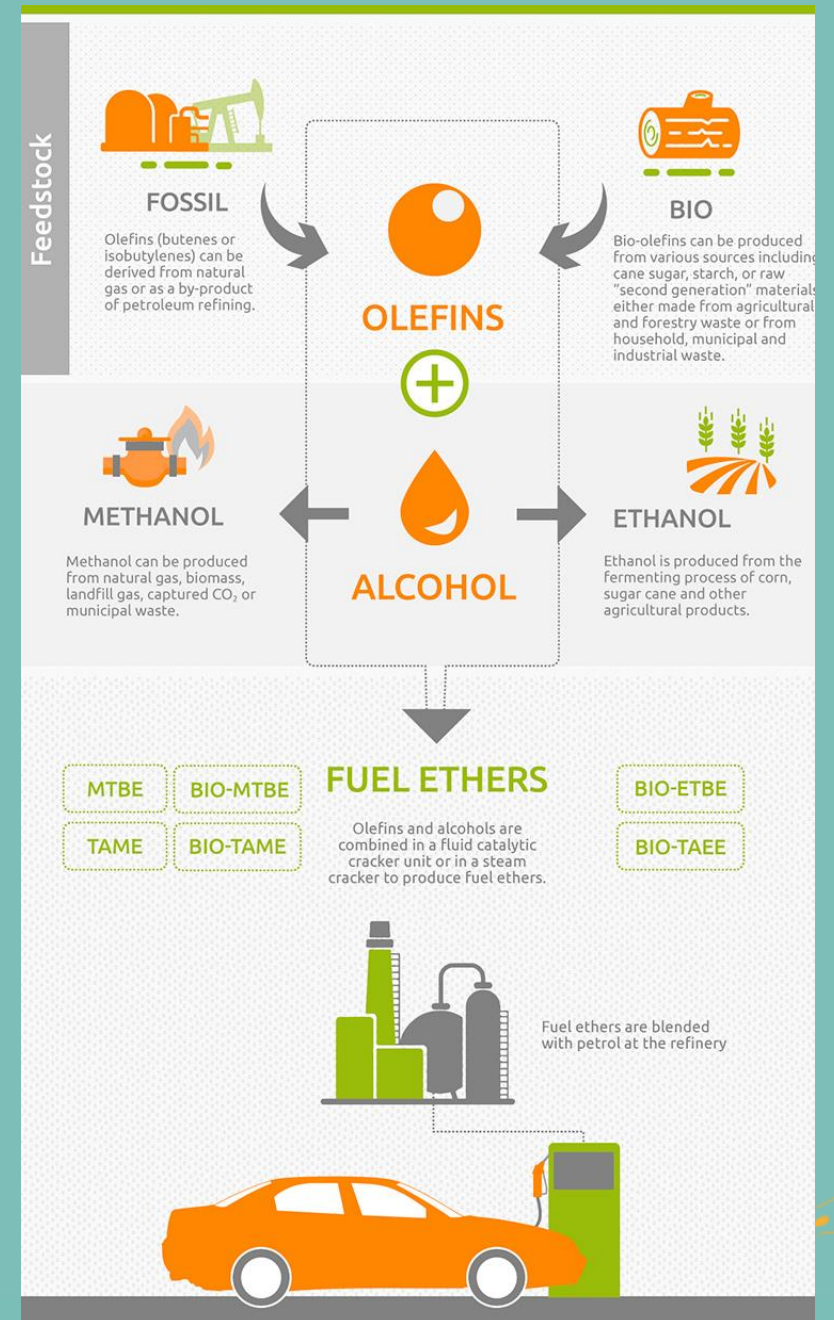 Feedstock
FOSSIL
Olefins (butenes or
isobutylenes) can be
derived from natural
gas or as a by-product
of petroleum refining.
OLEFINS
BIO
Bio-olefins can be produced
from various sources including
cane sugar, starch, or raw
“second generation” materials
either made from agricultural
and forestry waste or from
household, municipal and
industrial waste.
METHANOL
Methanol can be produced
from natural gas, biomass,
landfill gas, captured CO₂ or
municipal waste.
ALCOHOL
ETHANOL
Ethanol is produced from the
fermenting process of corn,
sugar cane and other
agricultural products.
MTBE
BIO-MTBE
TAME
BIO-TAME
FUEL ETHERS
Olefins and alcohols are
combined in a fluid catalytic
cracker unit or in a steam
cracker to produce fuel ethers.
BIO-ETBE
BIO-TAEE
Fuel ethers are blended
with petrol at the refinery